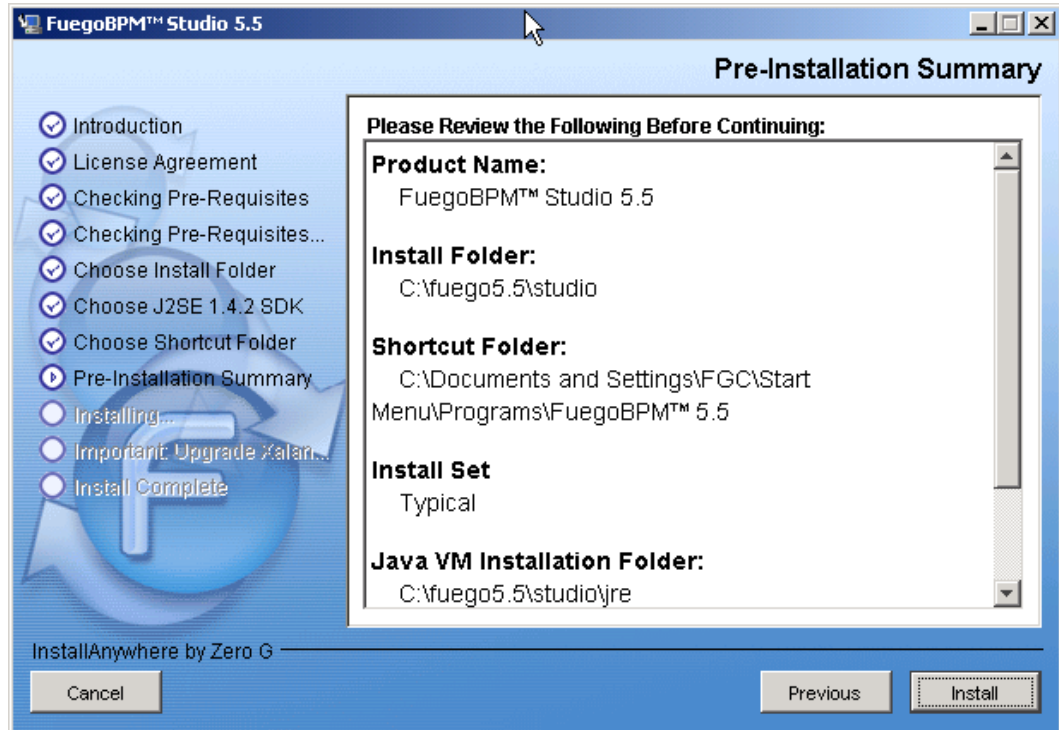 FuegoBPM™ Studio 5.5
Pre-Installation Summary
Introduction
License Agreement
Checking Pre-Requisites
Checking Pre-Requisites...
Choose Install Folder
Choose J2SE 1.4.2 SDK
Choose Shortcut Folder
Pre-Installation Summary
Installing...
Important: Upgrade Xalan...
Install Complete
Please Review the Following Before Continuing:
Product Name:
FuegoBPM™ Studio 5.5
Install Folder:
C:\fuego5.5\studio
Shortcut Folder:
C:\Documents and Settings\FGC\Start
Menu\Programs\FuegoBPM™ 5.5
Install Set
Typical
Java VM Installation Folder:
C:\fuego5.5\studio\jre
InstallAnywhere by Zero G
Cancel
Previous
Install